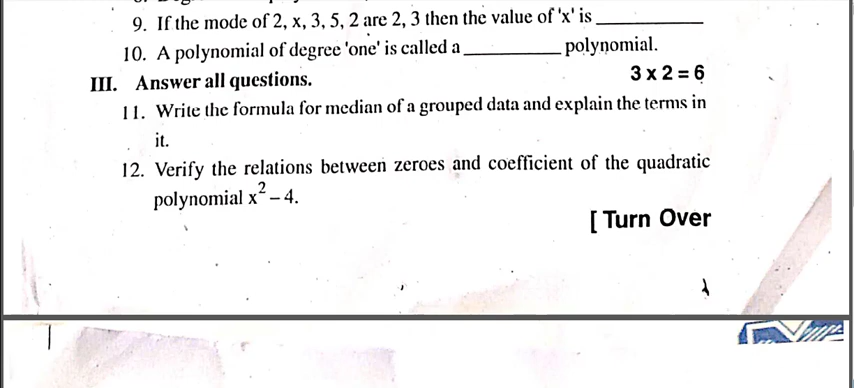 9. If the mode of 2, x, 3, 5, 2 are 2, 3 then the value of 'x' is ____________
10. A polynomial of degree 'one' is called a ____________ polynomial.
III. Answer all questions. 3 x 2 = 6
11. Write the formula for median of a grouped data and explain the terms in
it.
12. Verify the relations between zeroes and coefficient of the quadratic
polynomial x² – 4.
[ Turn Over